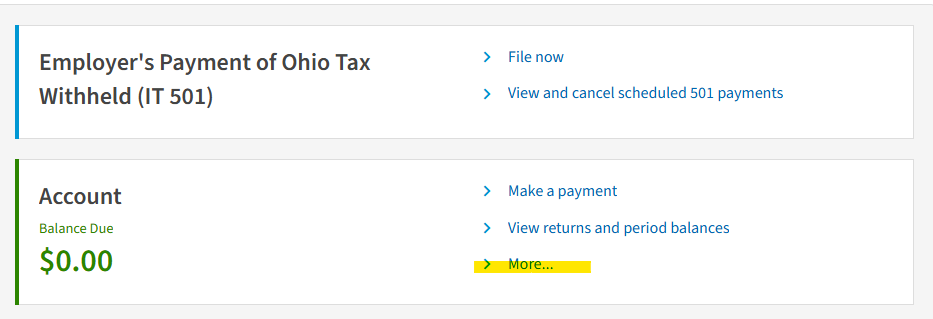 Employer's Payment of Ohio Tax
Withheld (IT 501)
File now
View and cancel scheduled 501 payments
Account
Balance Due
$0.00
Make a payment
View returns and period balances
More...